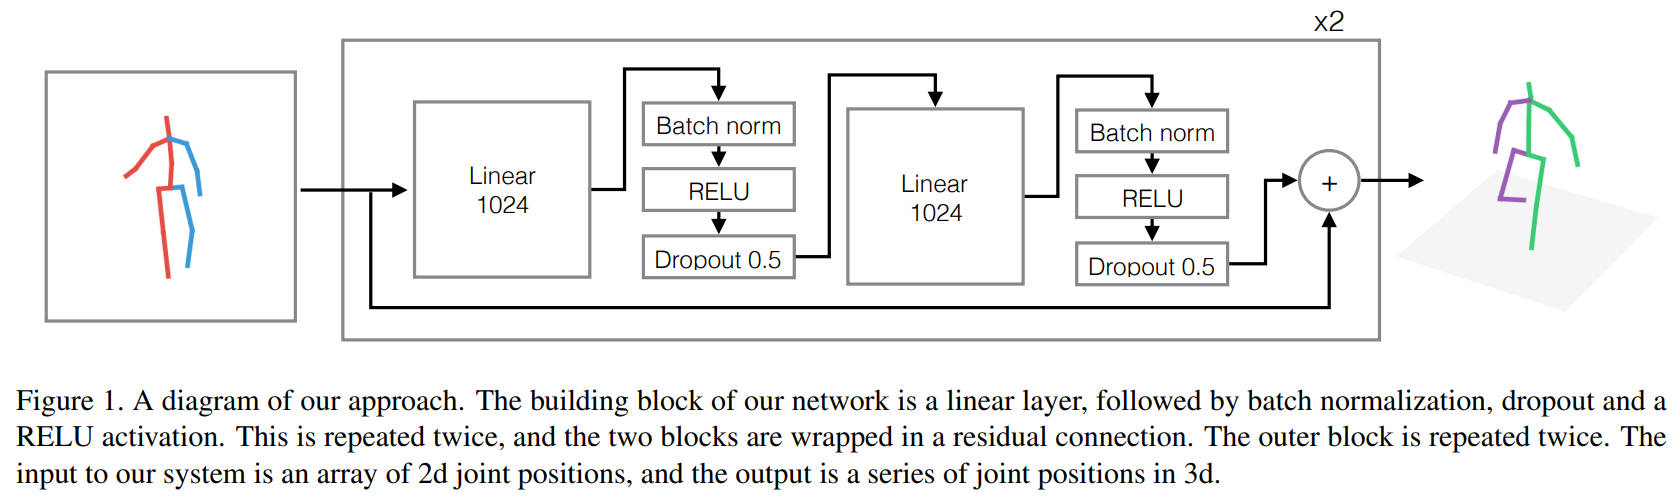 x2
Linear
1024
Batch norm
RELU
Dropout 0.5
Linear
1024
Batch norm
RELU
Dropout 0.5
+
Figure 1. A diagram of our approach. The building block of our network is a linear layer, followed by batch normalization, dropout and a
RELU activation. This is repeated twice, and the two blocks are wrapped in a residual connection. The outer block is repeated twice. The
input to our system is an array of 2d joint positions, and the output is a series of joint positions in 3d.